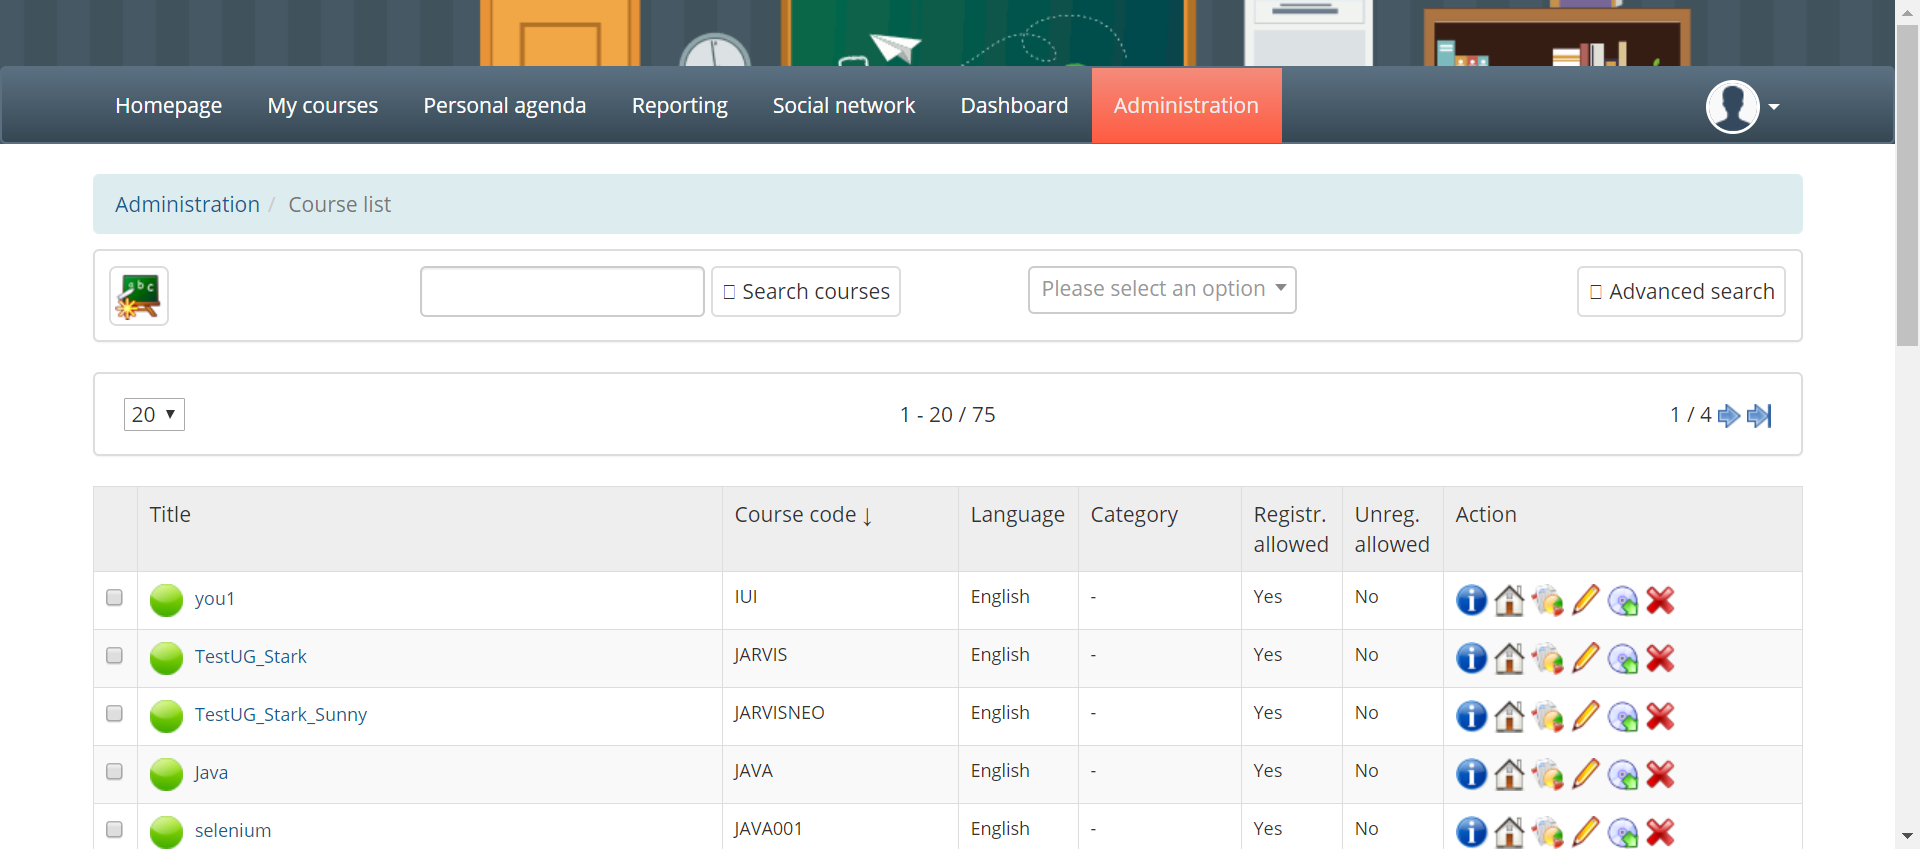 Homepage My courses Personal agenda Reporting Social network Dashboard Administration
Administration / Course list
abc
Search courses Please select an option Advanced search
20 1 - 20 / 75 1 / 4
Title Course code ↓ Language Category Registr. allowed Unreg. allowed Action
you1 IUI English - Yes No
TestUG_Stark JARVIS English - Yes No
TestUG_Stark_Sunny JARVISNEO English - Yes No
Java JAVA English - Yes No
selenium JAVA001 English - Yes No